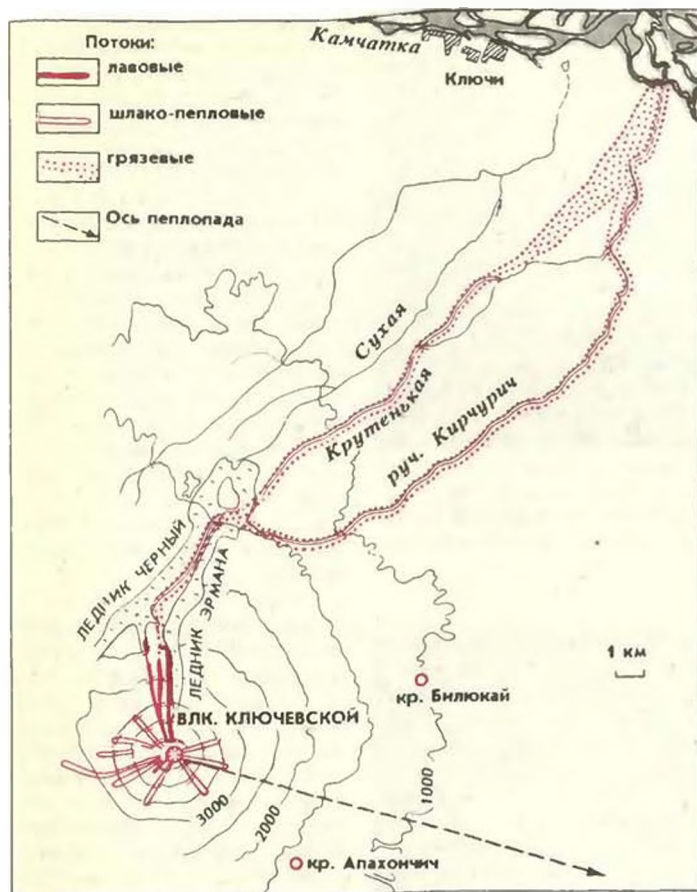 Потоки:
лавовые
шлако-пепловые
грязевые
Ось пеплопада
Камчатка
Ключи
Сухая
Крутенькая
руч. Кирчурич
ЛЕДНИК ЧЕРНЫЙ
ЛЕДНИК ЭРМАНА
1 км
кр. Билюкай
ВЛК. КЛЮЧЕВСКОЙ
3000
2000
1000
кр. Апахончич